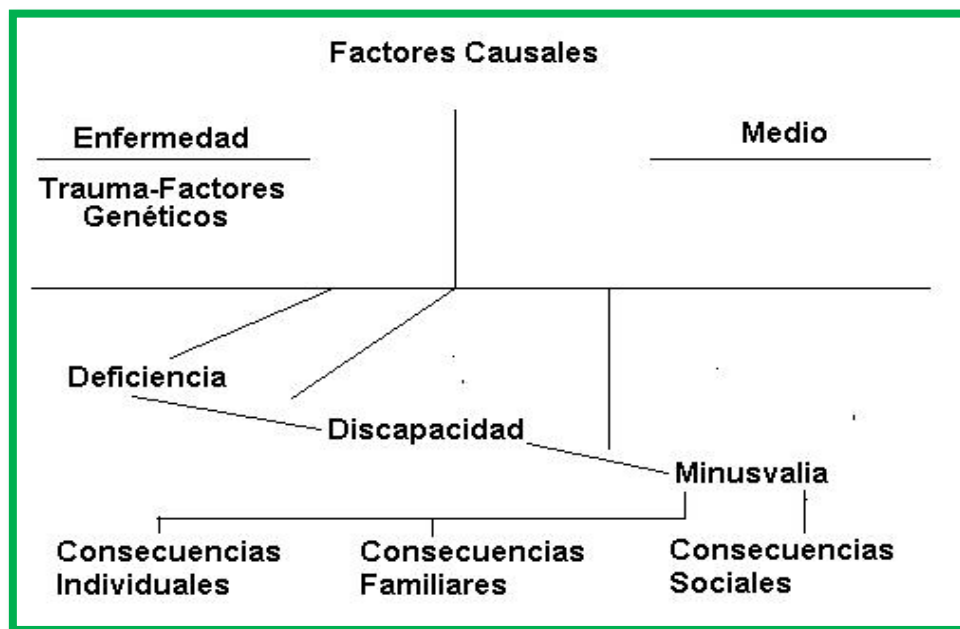 Factores Causales
Enfermedad
Medio
Trauma-Factores
Genéticos
Deficiencia
Discapacidad
Minusvalia
Consecuencias
Individuales
Consecuencias
Familiares
Consecuencias
Sociales